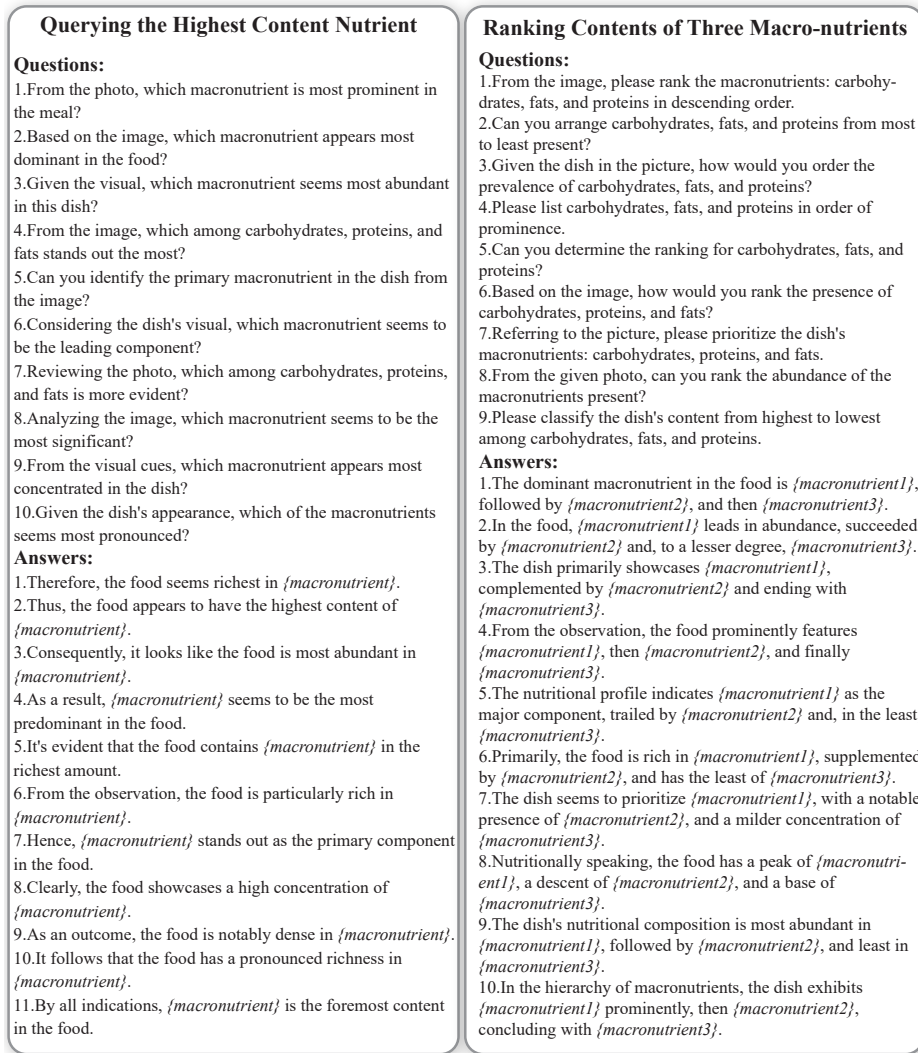 Querying the Highest Content Nutrient
Questions:
1.From the photo, which macronutrient is most prominent in
the meal?
2.Based on the image, which macronutrient appears most
dominant in the food?
3.Given the visual, which macronutrient seems most abundant
in this dish?
4.From the image, which among carbohydrates, proteins, and
fats stands out the most?
5.Can you identify the primary macronutrient in the dish from
the image?
6.Considering the dish's visual, which macronutrient seems to
be the leading component?
7.Reviewing the photo, which among carbohydrates, proteins,
and fats is more evident?
8.Analyzing the image, which macronutrient seems to be the
most significant?
9.From the visual cues, which macronutrient appears most
concentrated in the dish?
10.Given the dish's appearance, which of the macronutrients
seems most pronounced?
Answers:
1.Therefore, the food seems richest in {macronutrient}.
2.Thus, the food appears to have the highest content of
{macronutrient}.
3.Consequently, it looks like the food is most abundant in
{macronutrient}.
4.As a result, {macronutrient} seems to be the most
predominant in the food.
5.It's evident that the food contains {macronutrient} in the
richest amount.
6.From the observation, the food is particularly rich in
{macronutrient}.
7.Hence, {macronutrient} stands out as the primary component
in the food.
8.Clearly, the food showcases a high concentration of
{macronutrient}.
9.As an outcome, the food is notably dense in {macronutrient}.
10.It follows that the food has a pronounced richness in
{macronutrient}.
11.By all indications, {macronutrient} is the foremost content
in the food.
Ranking Contents of Three Macro-nutrients
Questions:
1.From the image, please rank the macronutrients: carbohy-
drates, fats, and proteins in descending order.
2.Can you arrange carbohydrates, fats, and proteins from most
to least present?
3.Given the dish in the picture, how would you order the
prevalence of carbohydrates, fats, and proteins?
4.Please list carbohydrates, fats, and proteins in order of
prominence.
5.Can you determine the ranking for carbohydrates, fats, and
proteins?
6.Based on the image, how would you rank the presence of
carbohydrates, proteins, and fats?
7.Referring to the picture, please prioritize the dish's
macronutrients: carbohydrates, proteins, and fats.
8.From the given photo, can you rank the abundance of the
macronutrients present?
9.Please classify the dish's content from highest to lowest
among carbohydrates, fats, and proteins.
Answers:
1.The dominant macronutrient in the food is {macronutrient1},
followed by {macronutrient2}, and then {macronutrient3}.
2.In the food, {macronutrient1} leads in abundance, succeeded
by {macronutrient2} and, to a lesser degree, {macronutrient3}.
3.The dish primarily showcases {macronutrient1},
complemented by {macronutrient2} and ending with
{macronutrient3}.
4.From the observation, the food prominently features
{macronutrient1}, then {macronutrient2}, and finally
{macronutrient3}.
5.The nutritional profile indicates {macronutrient1} as the
major component, trailed by {macronutrient2} and, in the least
{macronutrient3}.
6.Primarily, the food is rich in {macronutrient1}, supplemented
by {macronutrient2}, and has the least of {macronutrient3}.
7.The dish seems to prioritize {macronutrient1}, with a notable
presence of {macronutrient2}, and a milder concentration of
{macronutrient3}.
8.Nutritionally speaking, the food has a peak of {macronutri-
ent1}, a descent of {macronutrient2}, and a base of
{macronutrient3}.
9.The dish's nutritional composition is most abundant in
{macronutrient1}, followed by {macronutrient2}, and least in
{macronutrient3}.
10.In the hierarchy of macronutrients, the dish exhibits
{macronutrient1} prominently, then {macronutrient2},
concluding with {macronutrient3}.